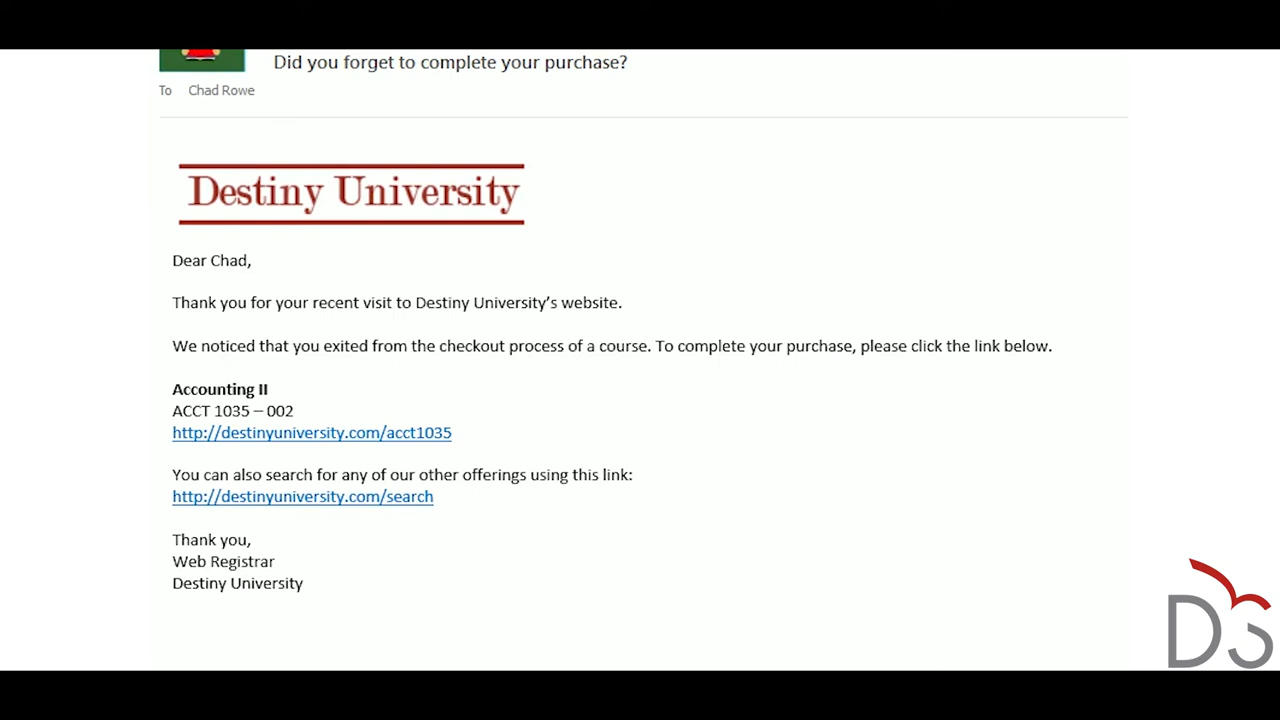 Did you forget to complete your purchase?
To Chad Rowe
Destiny University
Dear Chad,
Thank you for your recent visit to Destiny University’s website.
We noticed that you exited from the checkout process of a course. To complete your purchase, please click the link below.
Accounting II
ACCT 1035 – 002
http://destinyuniversity.com/acct1035
You can also search for any of our other offerings using this link:
http://destinyuniversity.com/search
Thank you,
Web Registrar
Destiny University
DS